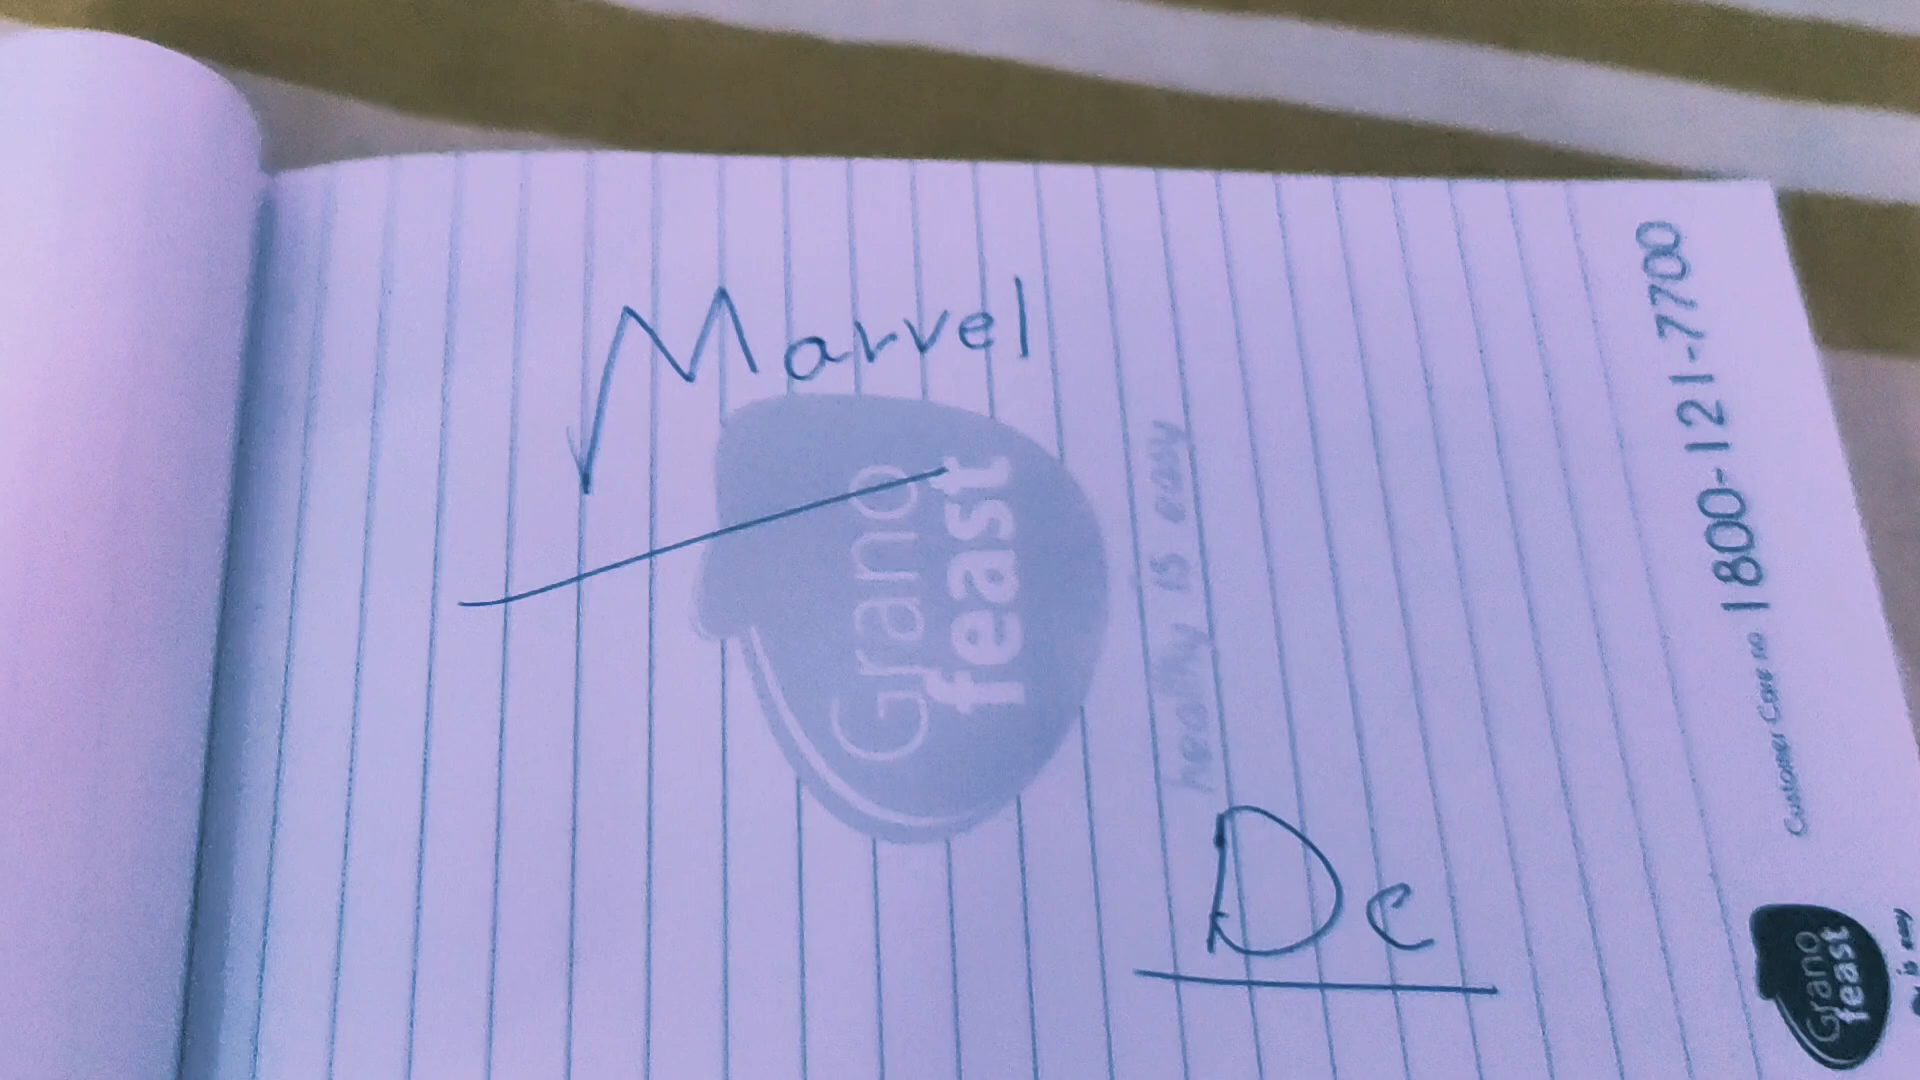 Marvel
Grano
feast
healthy is easy
Dc
Customer Care no 1800-121-7700
Grano
feast
is easy